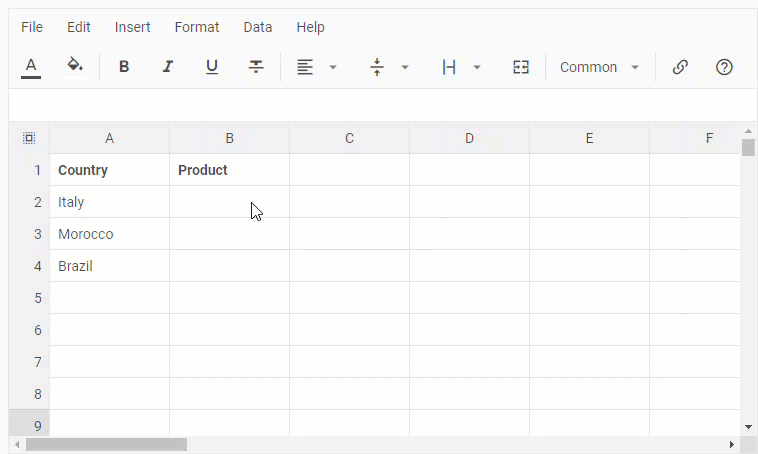 File Edit Insert Format Data Help
A B I U S Common
A B C D E F
1 Country Product
2 Italy
3 Morocco
4 Brazil
5
6
7
8
9